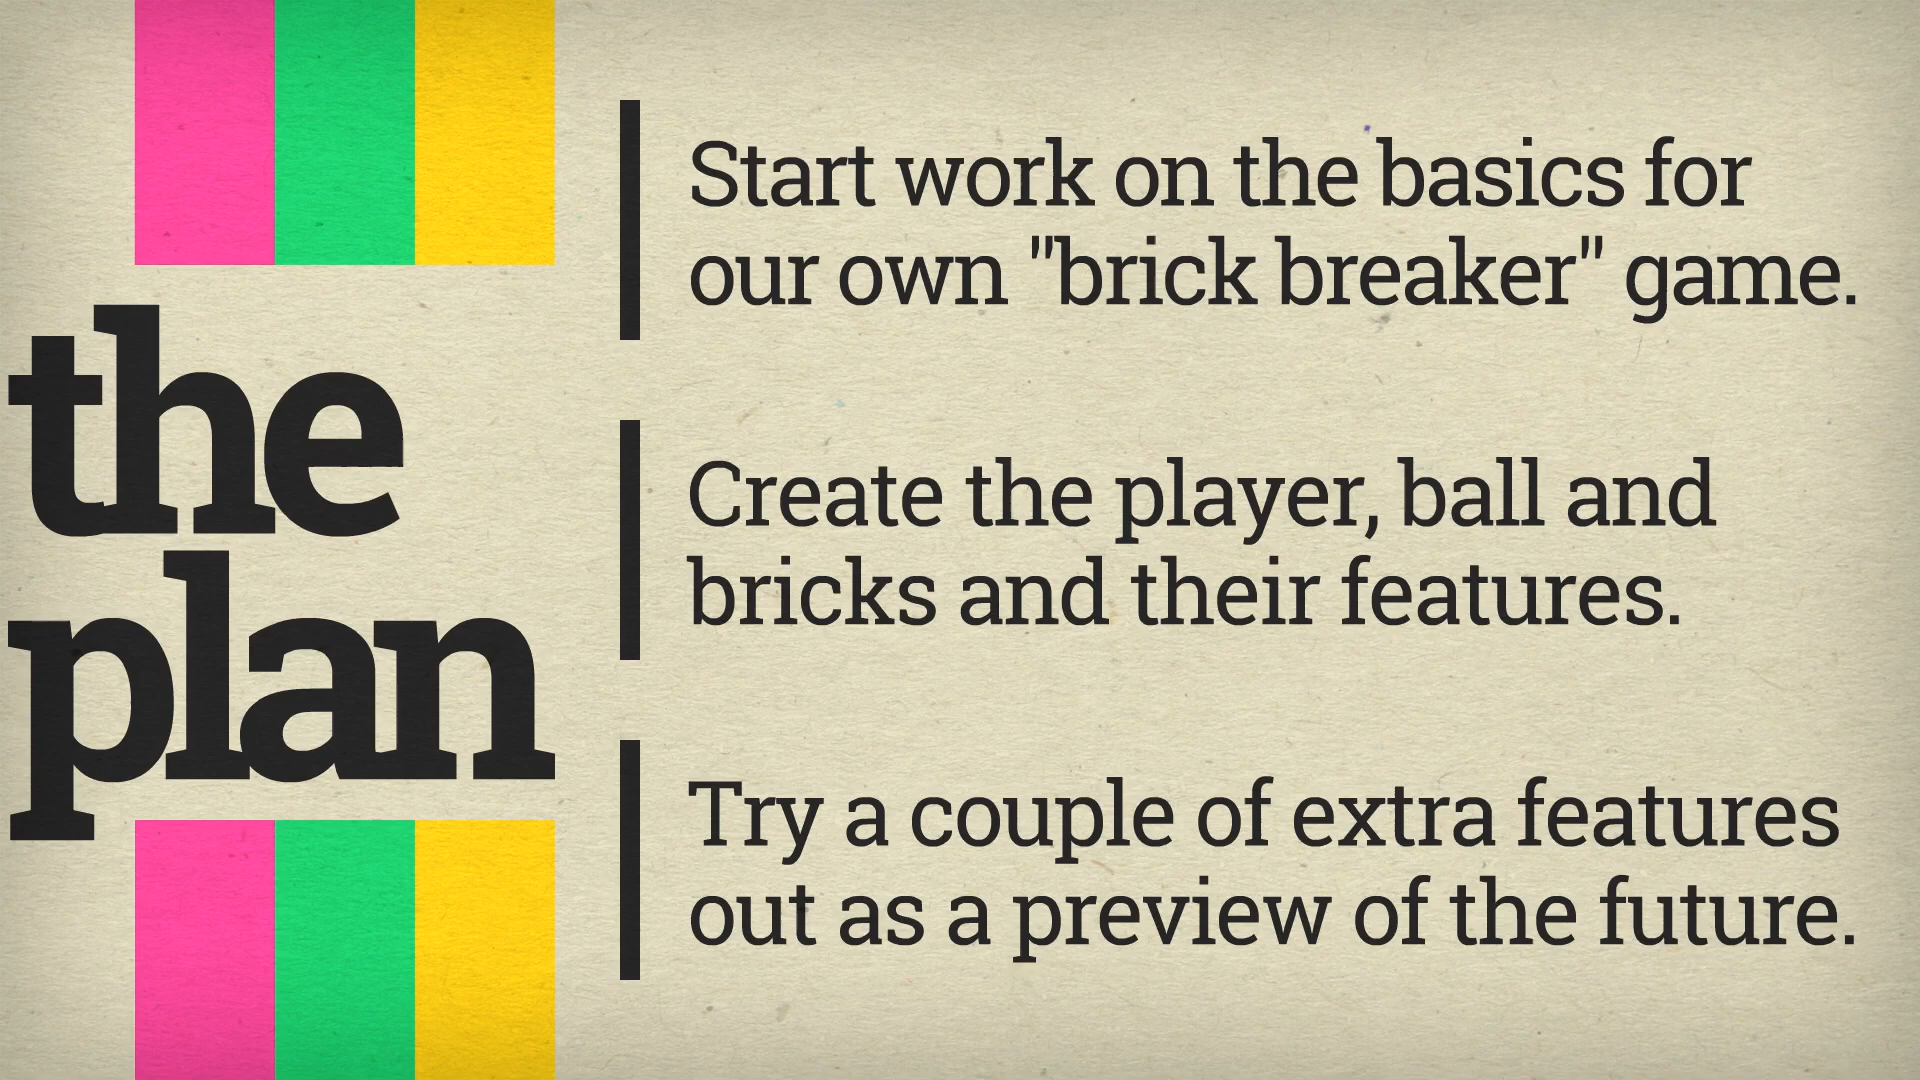 the
plan
Start work on the basics for
our own "brick breaker" game.
Create the player, ball and
bricks and their features.
Try a couple of extra features
out as a preview of the future.